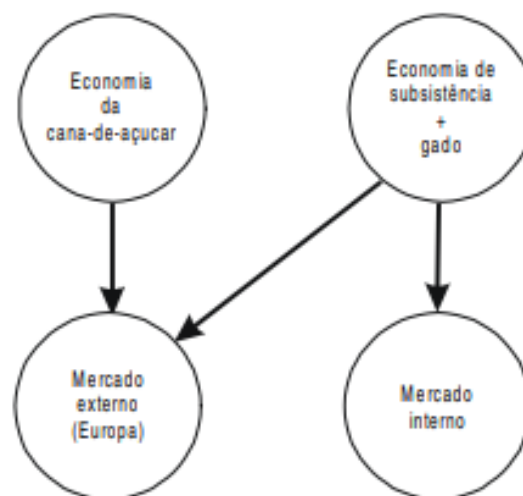 Economia
da
cana-de-açucar
Economia de
subsistência
+
gado
Mercado
externo
(Europa)
Mercado
interno